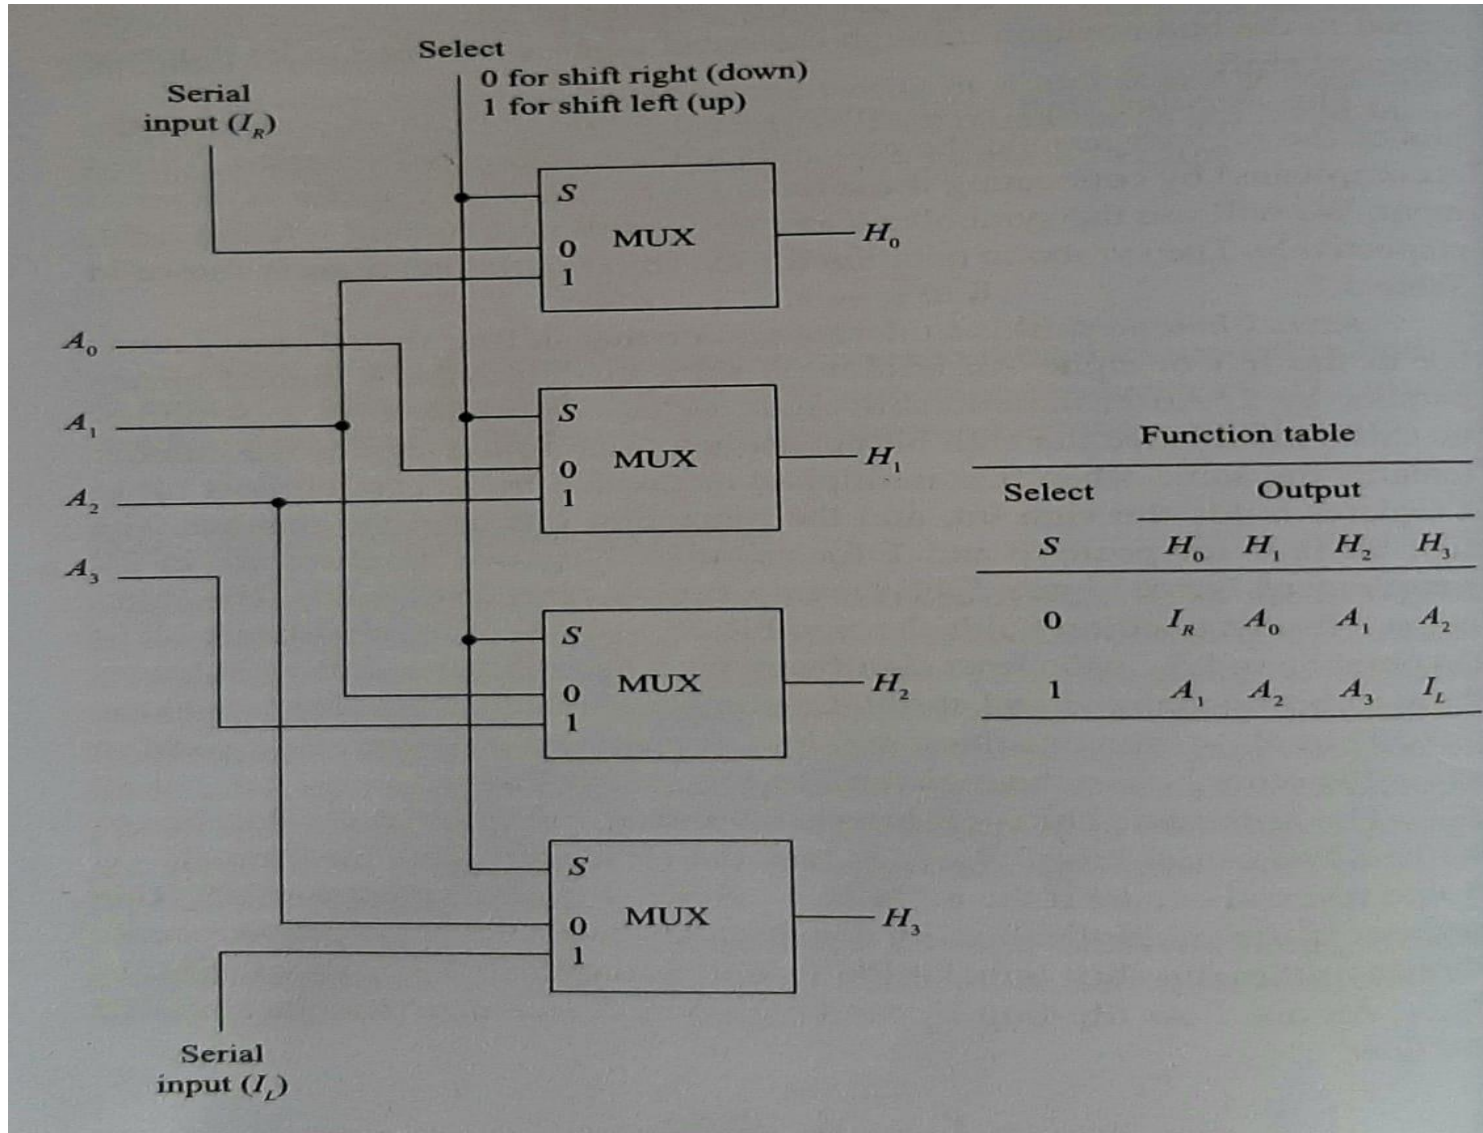 Select
0 for shift right (down)
1 for shift left (up)
Serial
input (I_R)
S
MUX
0
1
H_0
A_0
A_1
A_2
A_3
S
MUX
0
1
H_1
S
MUX
0
1
H_2
S
MUX
0
1
H_3
Serial
input (I_L)
Function table
Select Output
S H_0 H_1 H_2 H_3
0 I_R A_0 A_1 A_2
1 A_1 A_2 A_3 I_L